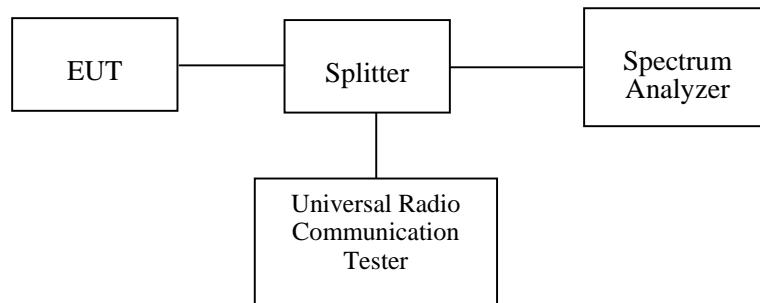 EUT
Splitter
Spectrum
Analyzer
Universal Radio
Communication
Tester